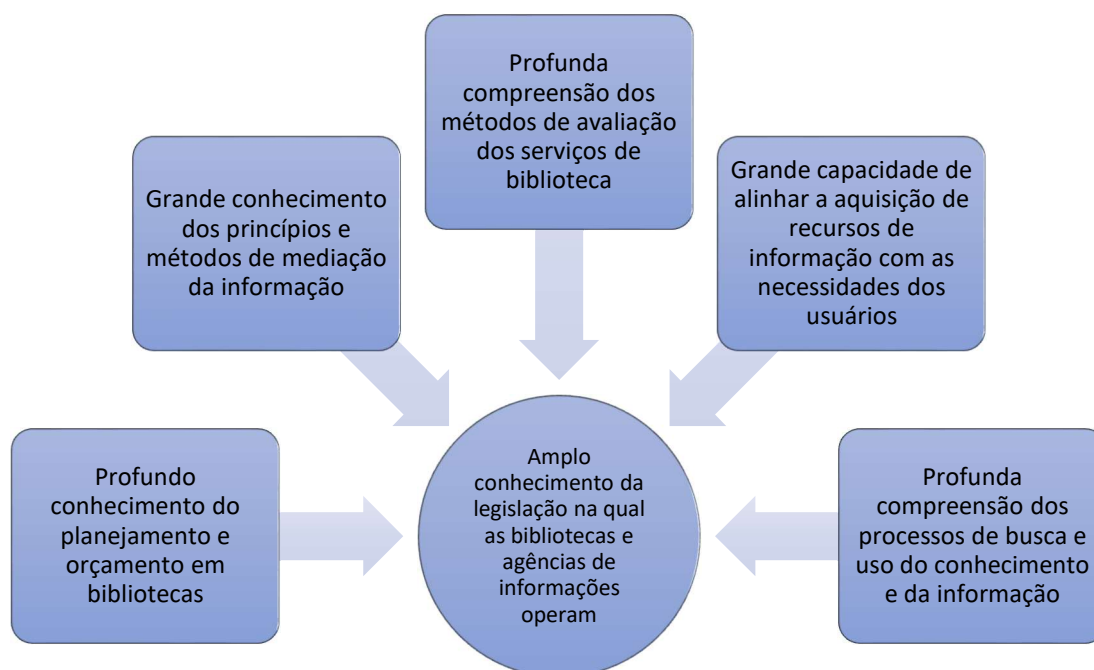 Profunda
compreensão dos
métodos de avaliação
dos serviços de
biblioteca
Grande conhecimento
dos princípios e
métodos de mediação
da informação
Grande capacidade de
alinhar a aquisição de
recursos de
informação com as
necessidades dos
usuários
Profundo
conhecimento do
planejamento e
orçamento em
bibliotecas
Amplo
conhecimento da
legislação na qual
as bibliotecas e
agências de
informações
operam
Profunda
compreensão dos
processos de busca e
uso do conhecimento
e da informação